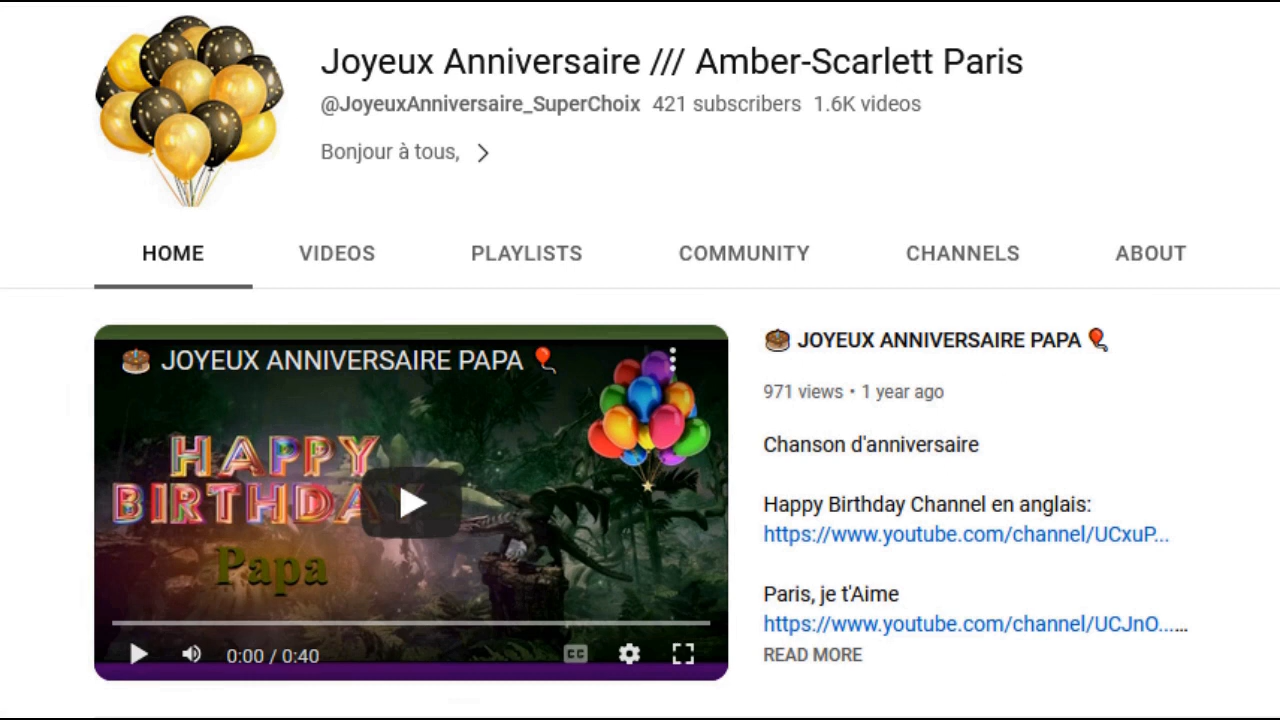 Joyeux Anniversaire /// Amber-Scarlett Paris
@JoyeuxAnniversaire_SuperChoix 421 subscribers 1.6K videos
Bonjour à tous,
HOME VIDEOS PLAYLISTS COMMUNITY CHANNELS ABOUT
🎂 JOYEUX ANNIVERSAIRE PAPA 🎈
HAPPY
BIRTHDAY
Papa
0:00 / 0:40
CC
🎂 JOYEUX ANNIVERSAIRE PAPA 🎈
971 views • 1 year ago
Chanson d'anniversaire
Happy Birthday Channel en anglais:
https://www.youtube.com/channel/UCxuP...
Paris, je t'Aime
https://www.youtube.com/channel/UCJnO......
READ MORE